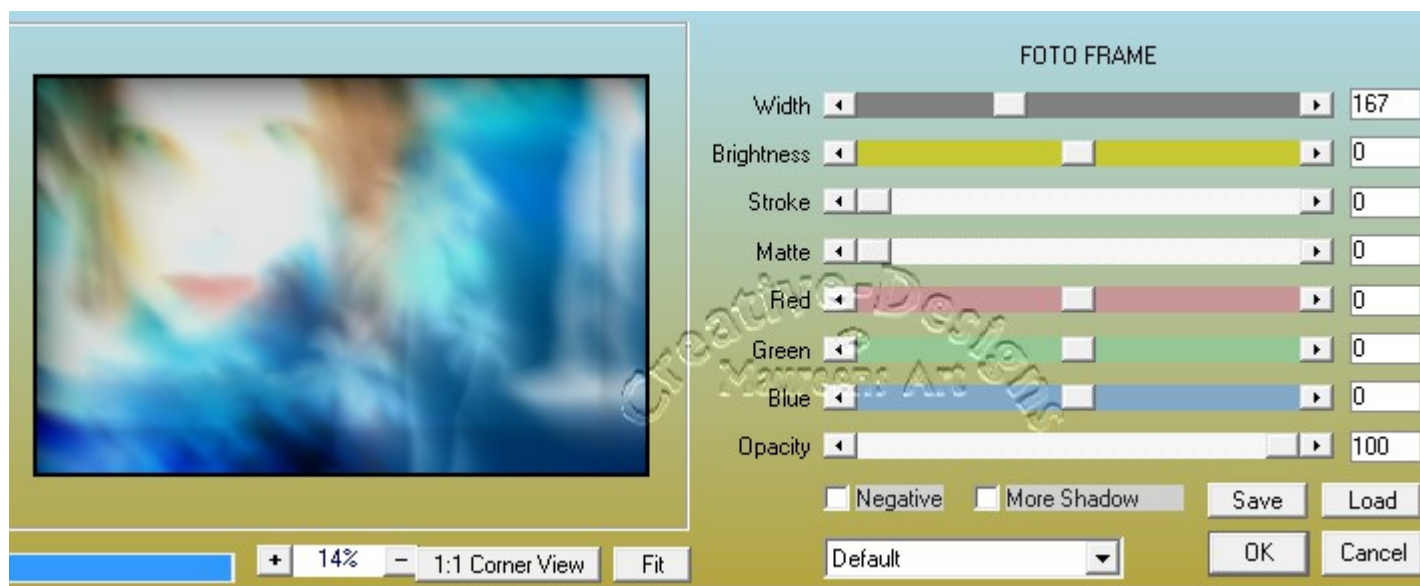 FOTO FRAME
Width 167
Brightness 0
Stroke 0
Matte 0
Red 0
Green 0
Blue 0
Opacity 100
Negative More Shadow Save Load
+ 14% - 1:1 Corner View Fit Default OK Cancel
Creative-Designs
&
Maureens Art